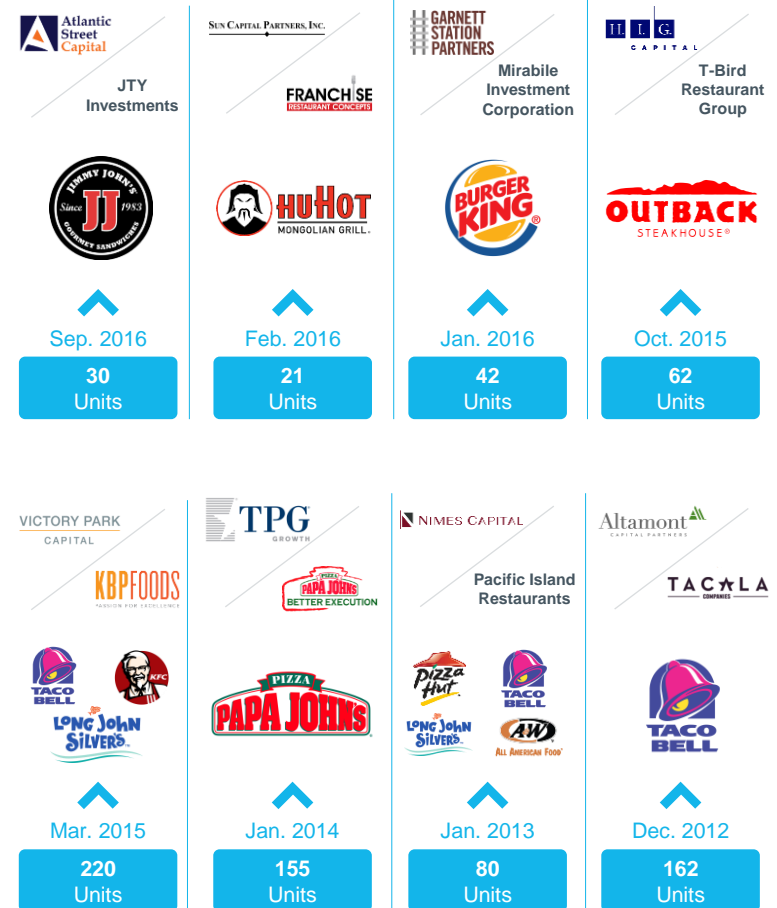 Atlantic
Street
Capital
JTY
Investments
JIMMY JOHN'S
Since JJ 1983
GOURMET SANDWICHES
Sep. 2016
30
Units
SUN CAPITAL PARTNERS, INC.
FRANCHISE
RESTAURANT CONCEPTS
HUHOT
MONGOLIAN GRILL.
Feb. 2016
21
Units
GARNETT
STATION
PARTNERS
Mirabile
Investment
Corporation
BURGER
KING®
Jan. 2016
42
Units
H. I. G.
CAPITAL
T-Bird
Restaurant
Group
OUTBACK
STEAKHOUSE®
Oct. 2015
62
Units
VICTORY PARK
CAPITAL
KBPFOODS
PASSION FOR EXCELLENCE
TACO
BELL
KFC
LONG JOHN
SILVER'S
Mar. 2015
220
Units
TPG
GROWTH
PIZZA
PAPA JOHNS
BETTER EXECUTION
PIZZA
PAPA JOHNS
Jan. 2014
155
Units
NIMES CAPITAL
Pacific Island
Restaurants
Pizza
Hut
TACO
BELL
LONG JOHN
SILVER'S
A&W
ALL AMERICAN FOOD®
Jan. 2013
80
Units
Altamont
CAPITAL PARTNERS
TACALA
COMPANIES
TACO
BELL
Dec. 2012
162
Units